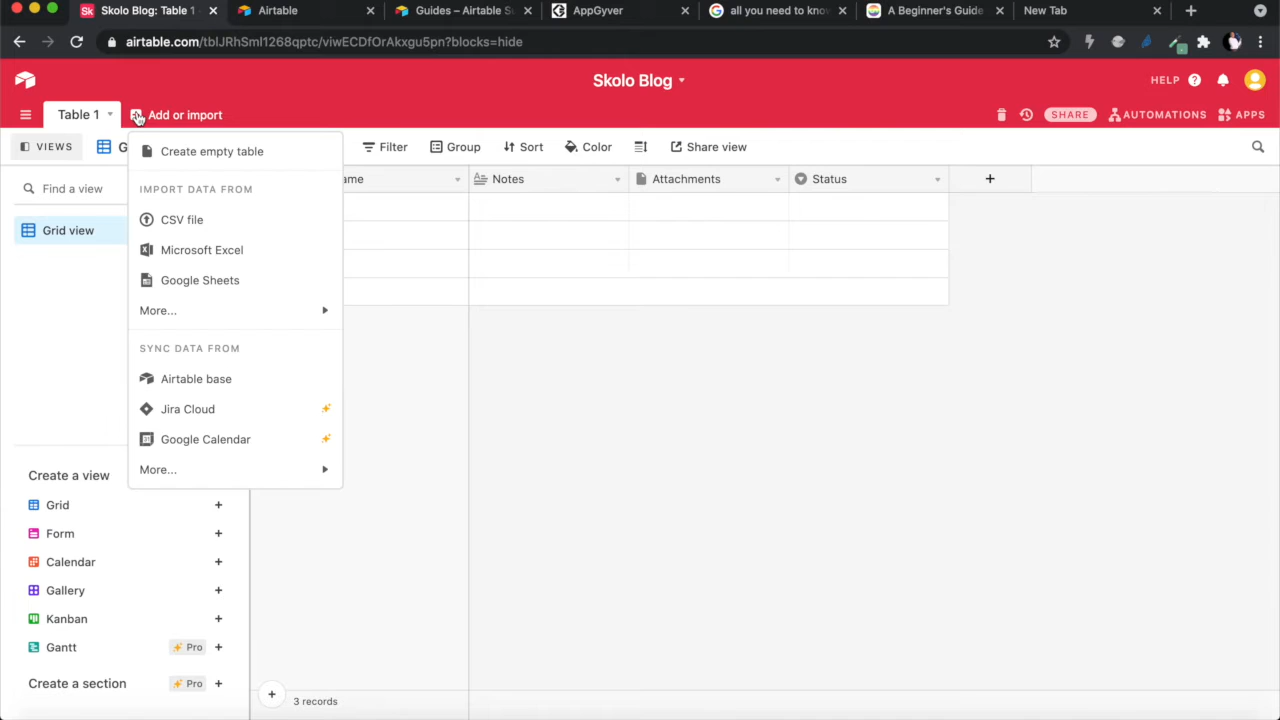 Skolo Blog: Table 1
Airtable
Guides – Airtable S
AppGyver
all you need to know
A Beginner's Guide
New Tab
airtable.com/tblJRhSml1268qptc/viwECDfOrAkxgu5pn?blocks=hide
Skolo Blog
HELP
Table 1
Add or import
SHARE
AUTOMATIONS
APPS
VIEWS
G
Filter
Group
Sort
Color
Share view
Find a view
ame
Notes
Attachments
Status
Grid view
Create empty table
IMPORT DATA FROM
CSV file
Microsoft Excel
Google Sheets
More...
SYNC DATA FROM
Airtable base
Jira Cloud
Google Calendar
More...
Create a view
Grid
Form
Calendar
Gallery
Kanban
Gantt
Pro
Create a section
Pro
3 records